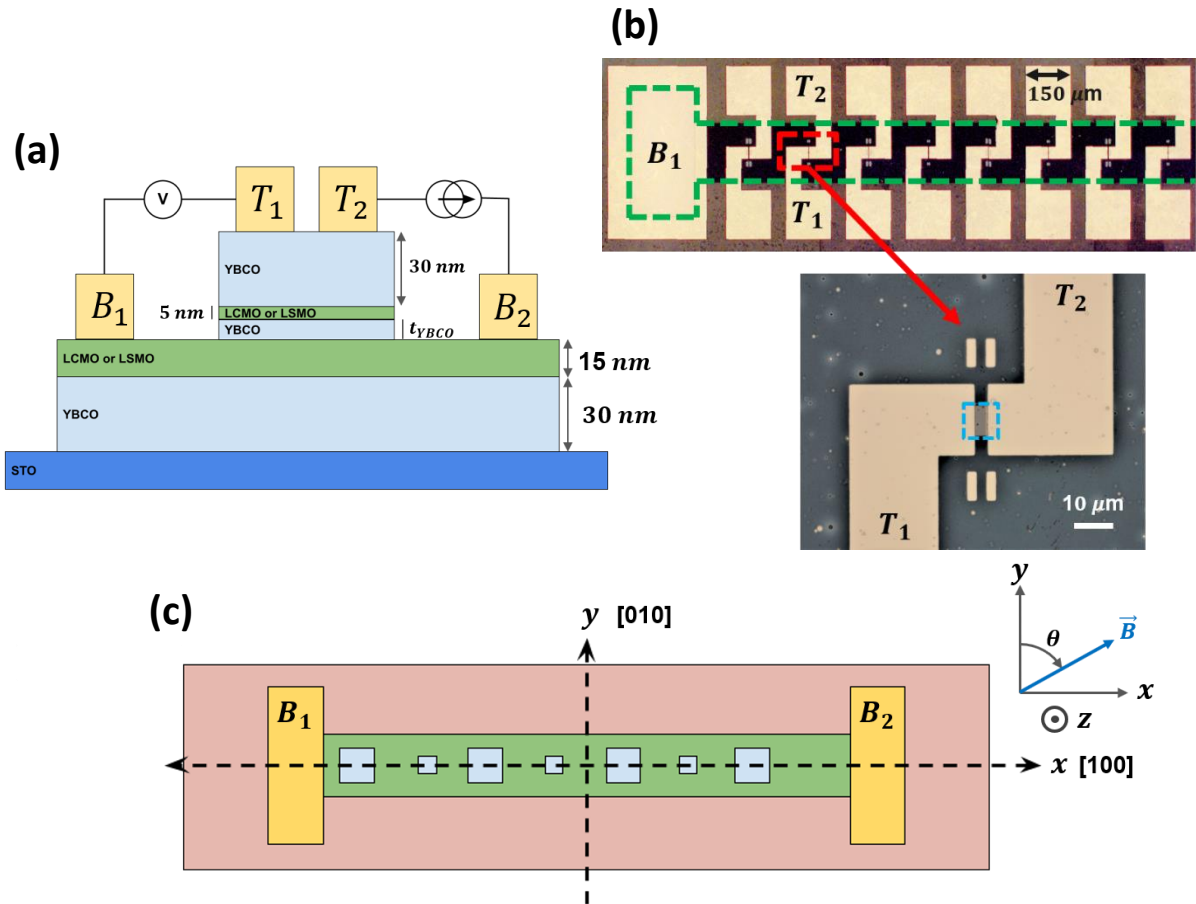 (a)
V
T1
T2
YBCO
30 nm
5 nm
LCMO or LSMO
YBCO
tYBCO
B1
B2
LCMO or LSMO
15 nm
YBCO
30 nm
STO
(b)
T2
150 μm
B1
T1
T2
T1
10 μm
(c)
y [010]
B1
B2
x [100]
y
θ
B
x
z